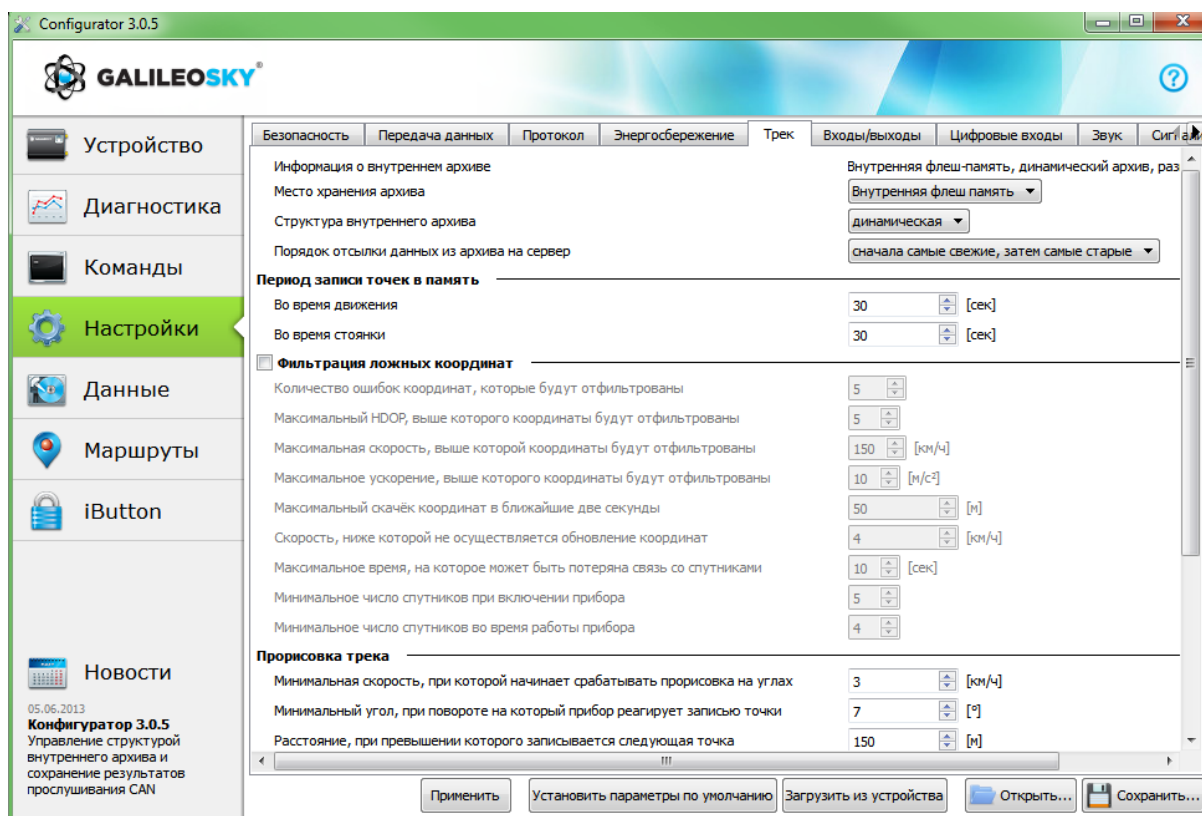 Configurator 3.0.5
GALILEOSKY®
Устройство
Диагностика
Команды
Настройки
Данные
Маршруты
iButton
Новости
05.06.2013
Конфигуратор 3.0.5
Управление структурой
внутреннего архива и
сохранение результатов
прослушивания CAN
Безопасность Передача данных Протокол Энергосбережение Трек Входы/выходы Цифровые входы Звук
Информация о внутреннем архиве Внутренняя флеш-память, динамический архив, раз
Место хранения архива Внутренняя флеш память
Структура внутреннего архива динамическая
Порядок отсылки данных из архива на сервер сначала самые свежие, затем самые старые
Период записи точек в память
Во время движения 30 [сек]
Во время стоянки 30 [сек]
Фильтрация ложных координат
Количество ошибок координат, которые будут отфильтрованы 5
Максимальный HDOP, выше которого координаты будут отфильтрованы 5
Максимальная скорость, выше которой координаты будут отфильтрованы 150 [км/ч]
Максимальное ускорение, выше которого координаты будут отфильтрованы 10 [м/с²]
Максимальный скачёк координат в ближайшие две секунды 50 [м]
Скорость, ниже которой не осуществляется обновление координат 4 [км/ч]
Максимальное время, на которое может быть потеряна связь со спутниками 10 [сек]
Минимальное число спутников при включении прибора 5
Минимальное число спутников во время работы прибора 4
Прорисовка трека
Минимальная скорость, при которой начинает срабатывать прорисовка на углах 3 [км/ч]
Минимальный угол, при повороте на который прибор реагирует записью точки 7 [°]
Расстояние, при превышении которого записывается следующая точка 150 [м]
Применить Установить параметры по умолчанию Загрузить из устройства Открыть... Сохранить...